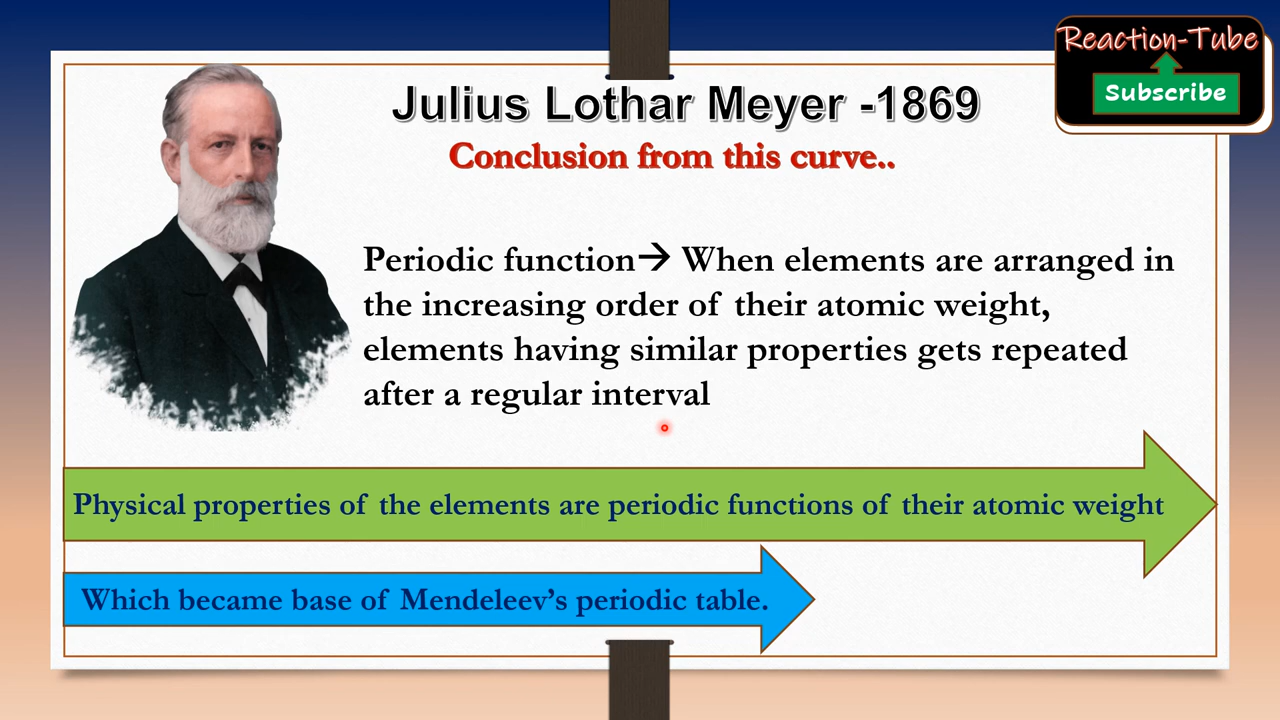 Reaction-Tube
Subscribe
Julius Lothar Meyer -1869
Conclusion from this curve..
Periodic function→ When elements are arranged in
the increasing order of their atomic weight,
elements having similar properties gets repeated
after a regular interval
Physical properties of the elements are periodic functions of their atomic weight
Which became base of Mendeleev's periodic table.